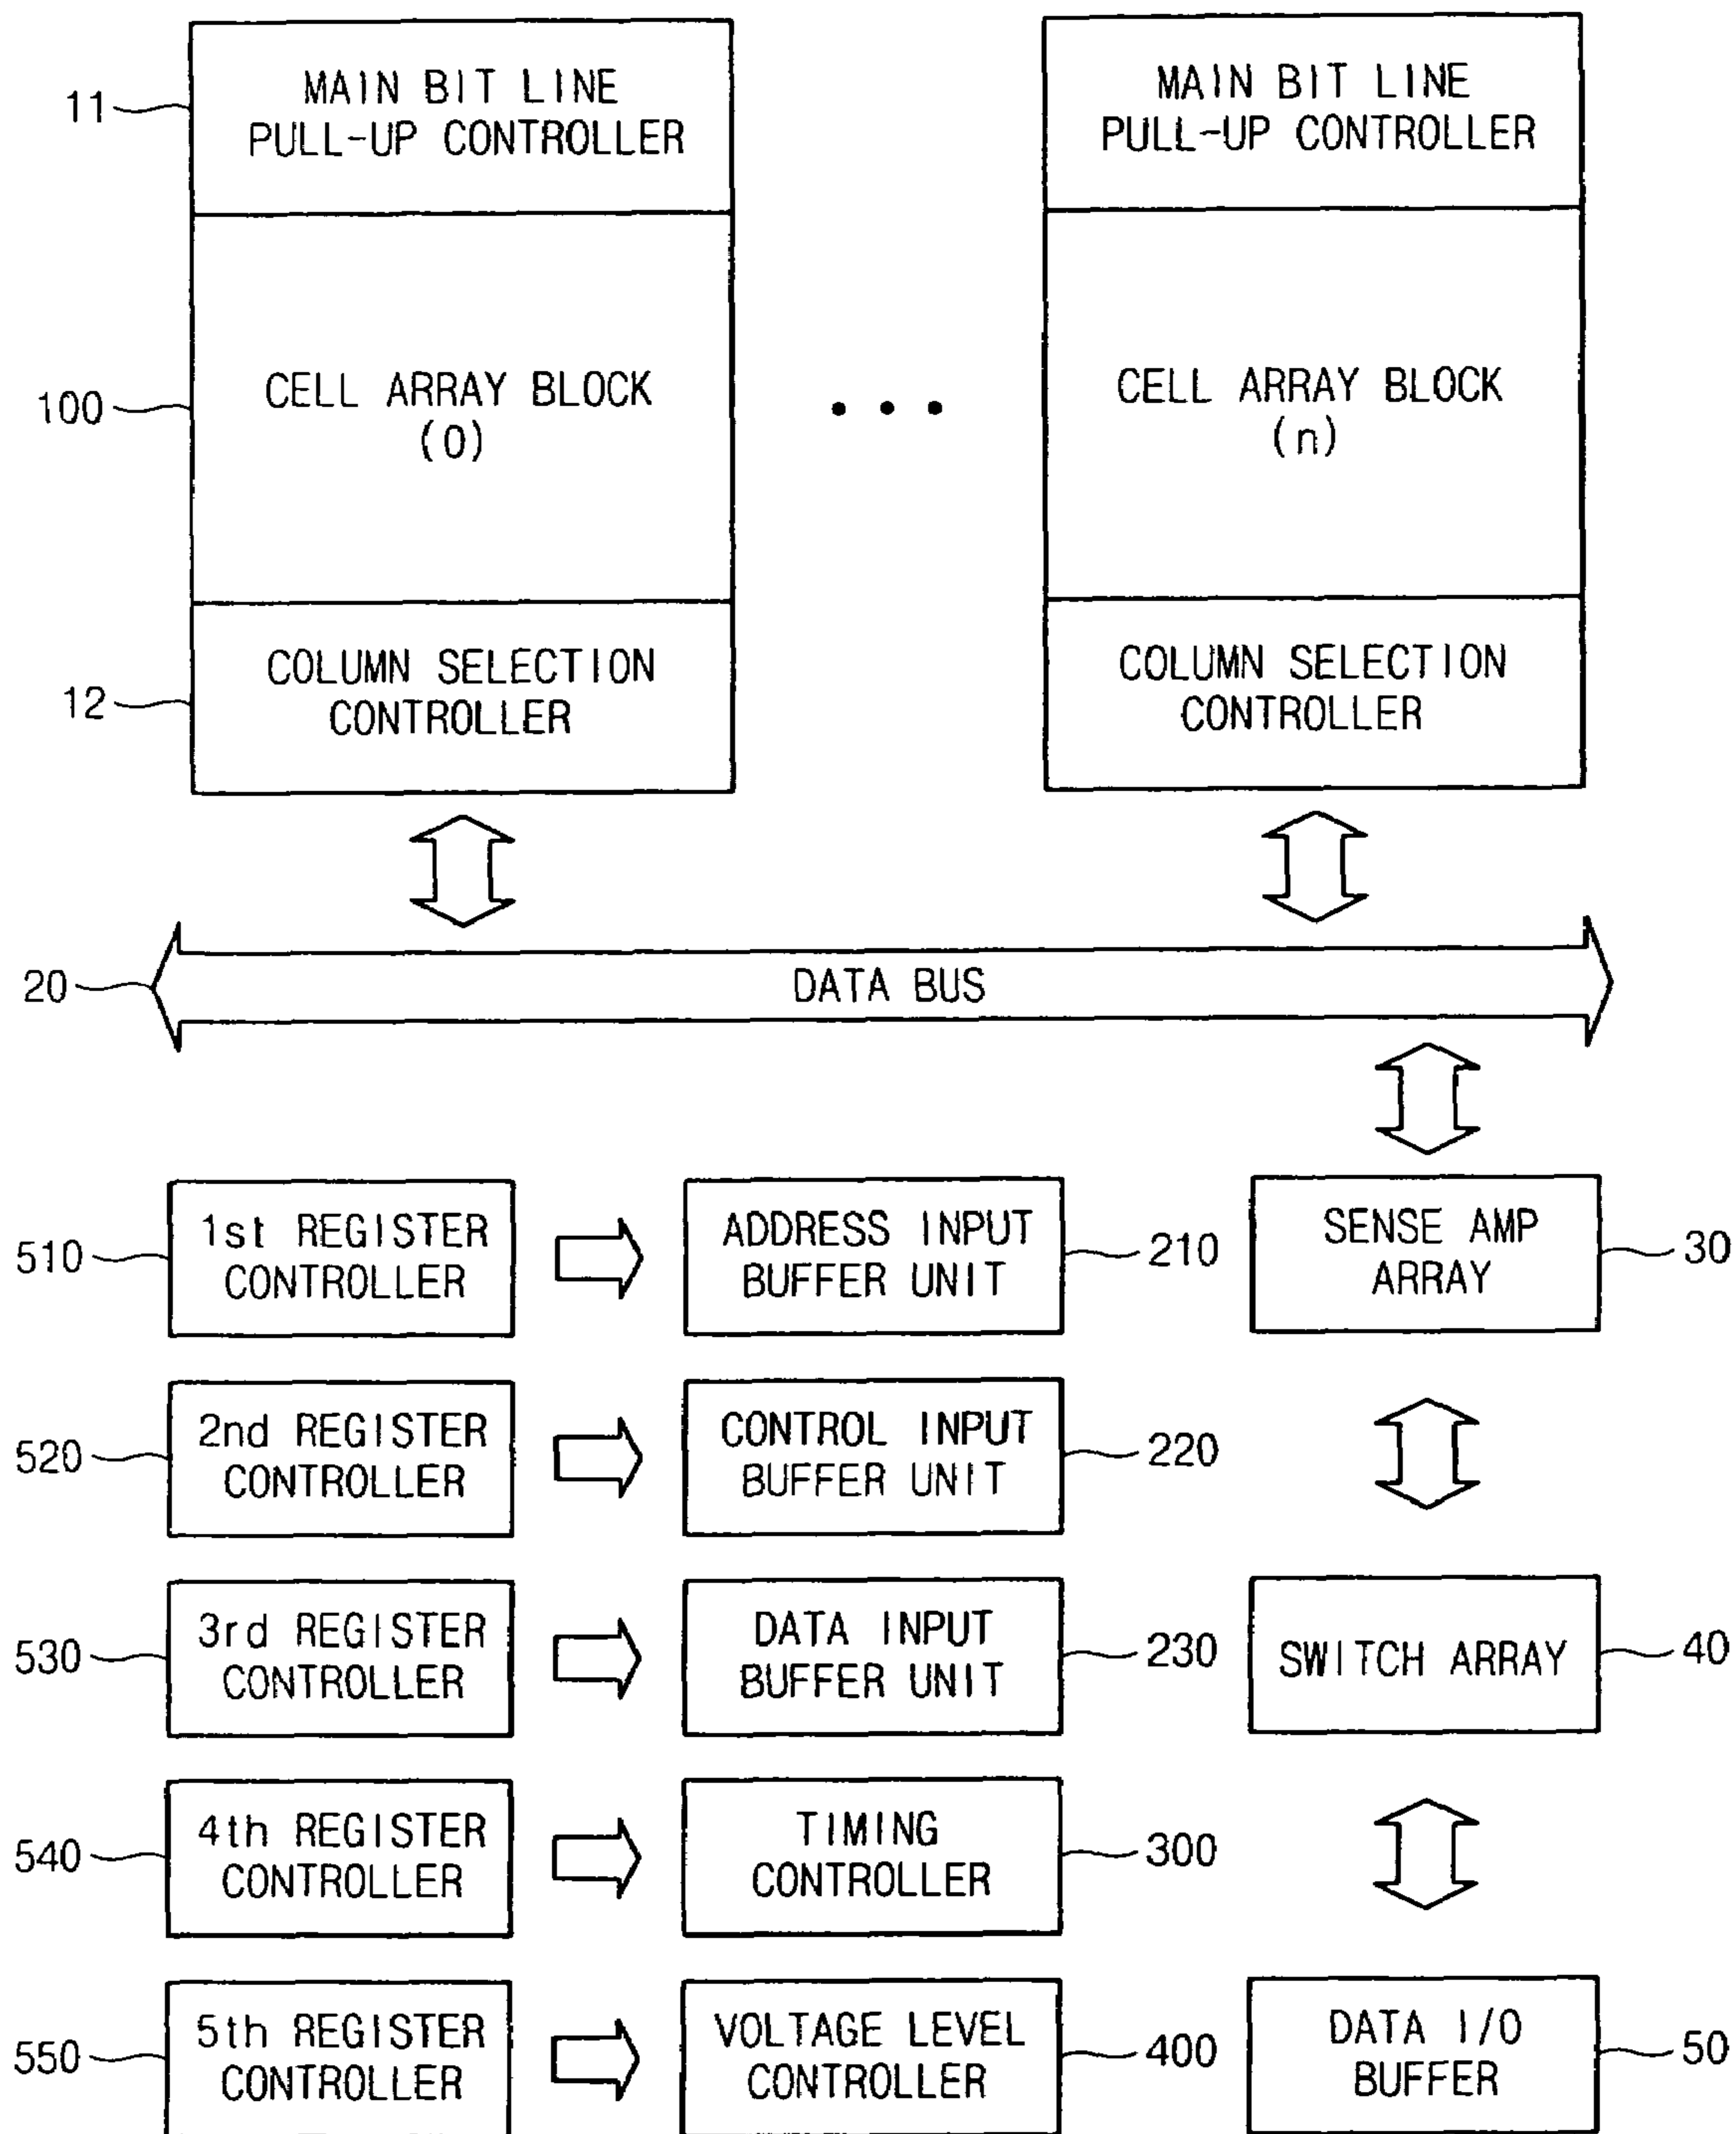 MAIN BIT LINE
PULL-UP CONTROLLER
11
CELL ARRAY BLOCK
(0)
100
COLUMN SELECTION
CONTROLLER
12
MAIN BIT LINE
PULL-UP CONTROLLER
CELL ARRAY BLOCK
(n)
COLUMN SELECTION
CONTROLLER
• • •
20
DATA BUS
510
1st REGISTER
CONTROLLER
ADDRESS INPUT
BUFFER UNIT
210
SENSE AMP
ARRAY
30
520
2nd REGISTER
CONTROLLER
CONTROL INPUT
BUFFER UNIT
220
530
3rd REGISTER
CONTROLLER
DATA INPUT
BUFFER UNIT
230
SWITCH ARRAY
40
540
4th REGISTER
CONTROLLER
TIMING
CONTROLLER
300
550
5th REGISTER
CONTROLLER
VOLTAGE LEVEL
CONTROLLER
400
DATA I/O
BUFFER
50